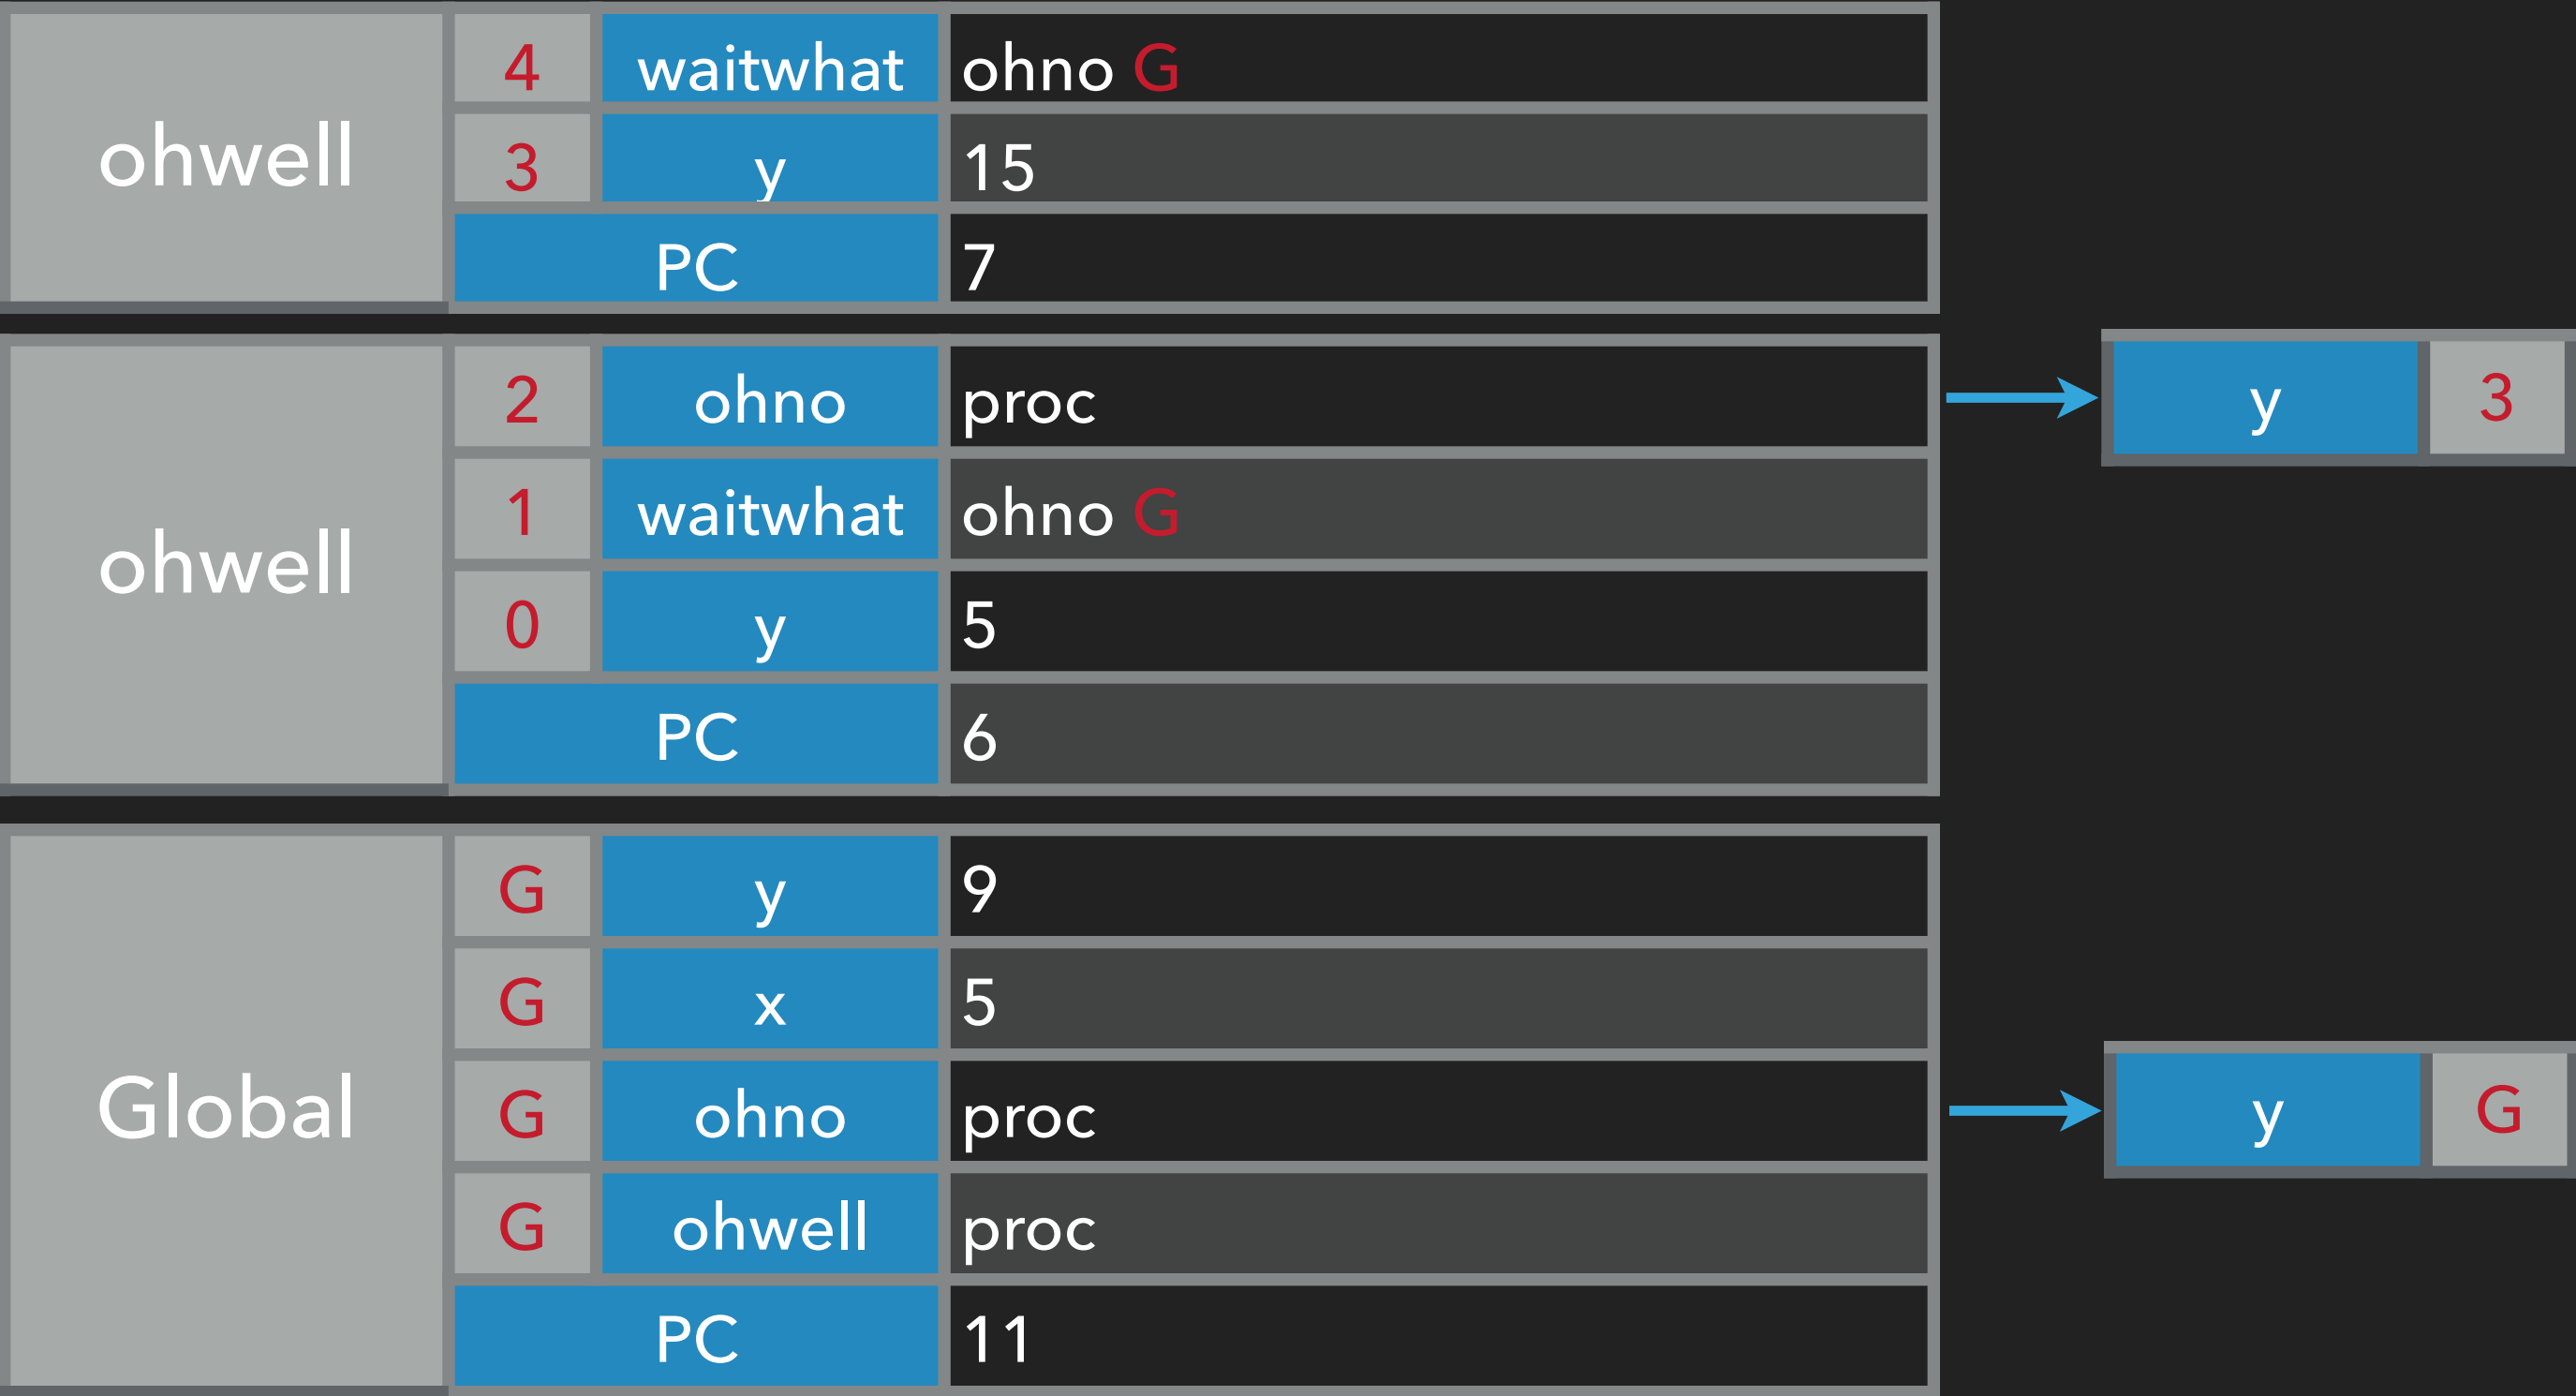 ohwell
4 waitwhat ohno G
3 y 15
PC 7
ohwell
2 ohno proc
1 waitwhat ohno G
0 y 5
PC 6
y 3
Global
G y 9
G x 5
G ohno proc
G ohwell proc
PC 11
y G